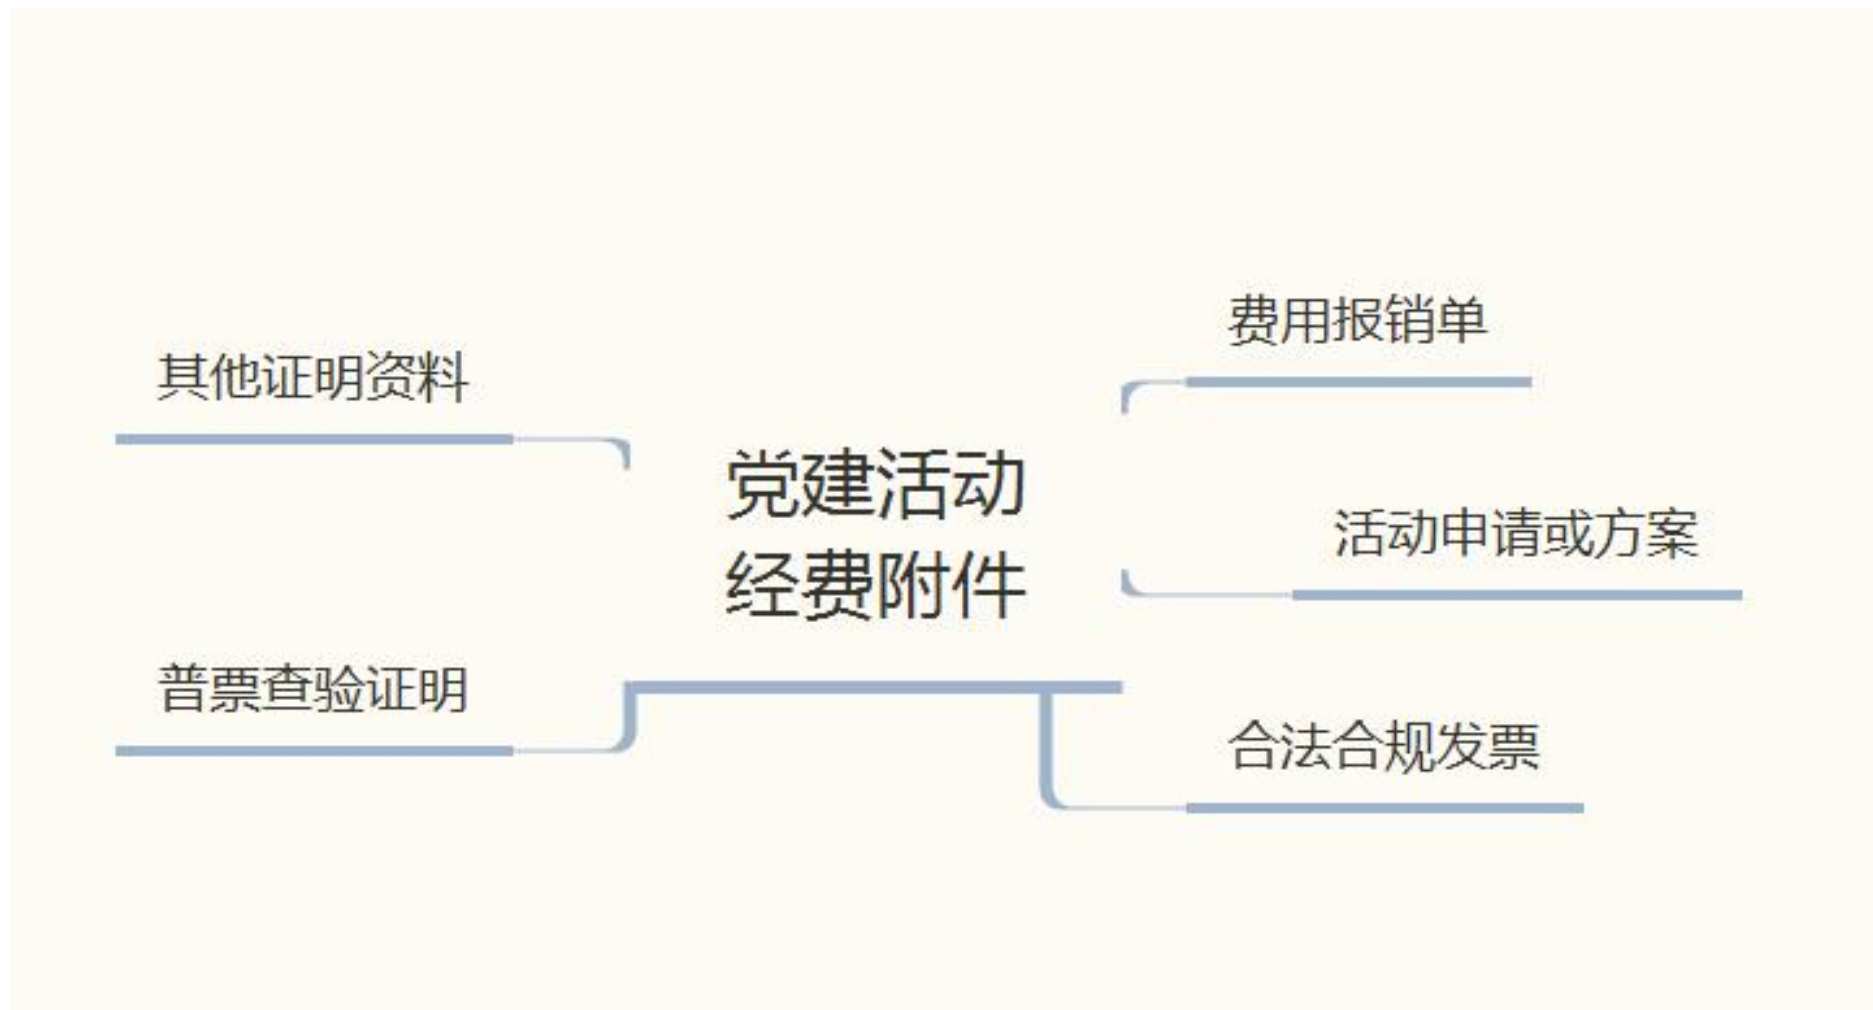 党建活动
经费附件
费用报销单
活动申请或方案
合法合规发票
其他证明资料
普票查验证明